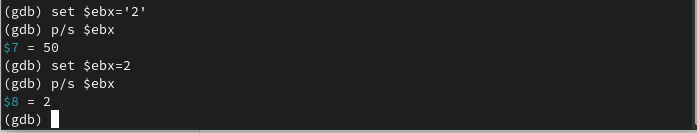 (gdb) set $ebx='2'
(gdb) p/s $ebx
$7 = 50
(gdb) set $ebx=2
(gdb) p/s $ebx
$8 = 2
(gdb)